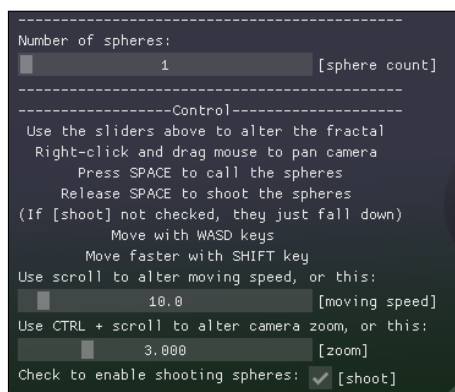 --------------------------------------------
Number of spheres:
1 [sphere count]
--------------------------------------------
------------------Control--------------------
Use the sliders above to alter the fractal
Right-click and drag mouse to pan camera
Press SPACE to call the spheres
Release SPACE to shoot the spheres
(If [shoot] not checked, they just fall down)
Move with WASD keys
Move faster with SHIFT key
Use scroll to alter moving speed, or this:
10.0 [moving speed]
Use CTRL + scroll to alter camera zoom, or this:
3.000 [zoom]
Check to enable shooting spheres: ✓ [shoot]